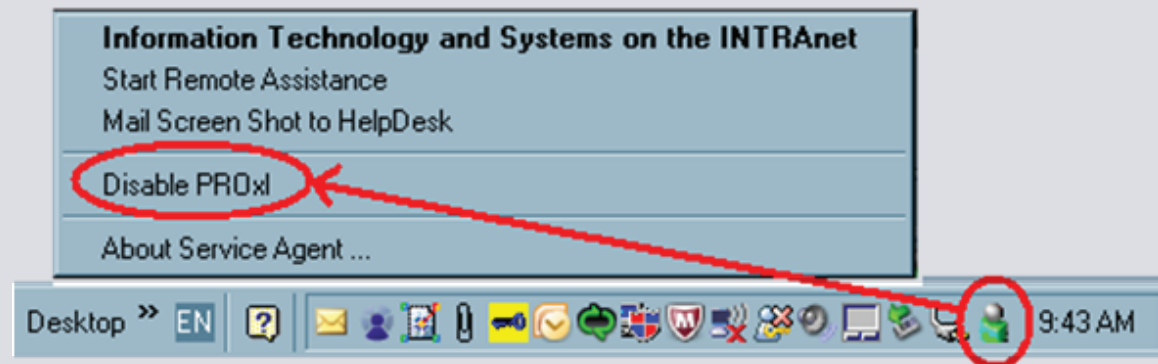 Information Technology and Systems on the INTRAnet
Start Remote Assistance
Mail Screen Shot to HelpDesk
Disable PROxl
About Service Agent ...
Desktop » EN 9:43 AM